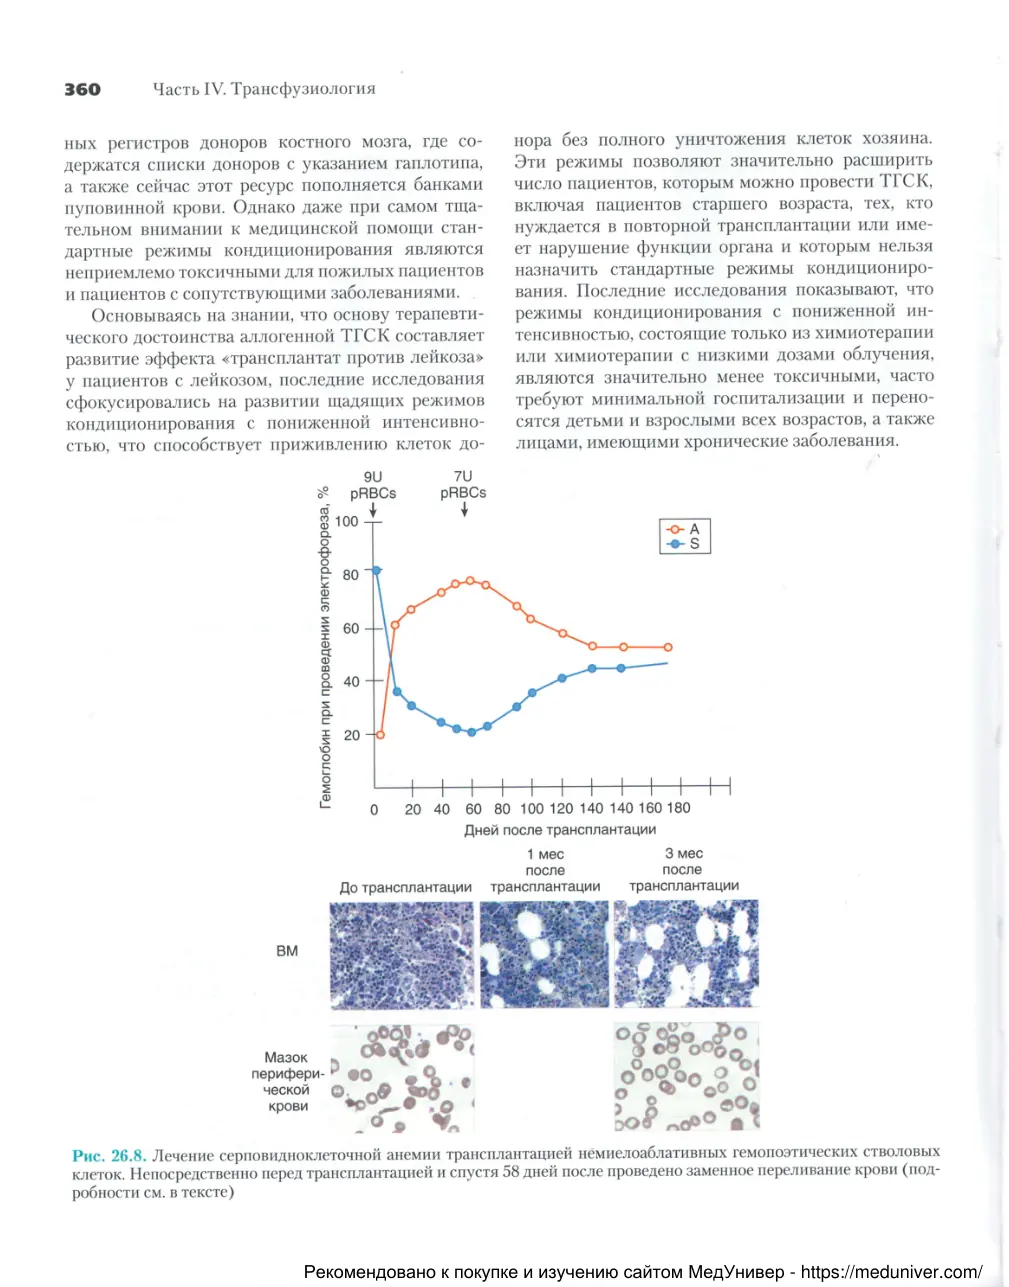 360 Часть IV. Трансфузиология
ных регистров доноров костного мозга, где со-
держатся списки доноров с указанием гаплотипа,
а также сейчас этот ресурс пополняется банками
пуповинной крови. Однако даже при самом тща-
тельном внимании к медицинской помощи стан-
дартные режимы кондиционирования являются
неприемлемо токсичными для пожилых пациентов
и пациентов с сопутствующими заболеваниями.
Основываясь на знании, что основу терапевти-
ческого достоинства аллогенной ТГСК составляет
развитие эффекта «трансплантат против лейкоза»
у пациентов с лейкозом, последние исследования
сфокусировались на развитии щадящих режимов
кондиционирования с пониженной интенсивно-
стью, что способствует приживлению клеток до-
нора без полного уничтожения клеток хозяина.
Эти режимы позволяют значительно расширить
число пациентов, которым можно провести ТГСК,
включая пациентов старшего возраста, тех, кто
нуждается в повторной трансплантации или име-
ет нарушение функции органа и которым нельзя
назначить стандартные режимы кондициониро-
вания. Последние исследования показывают, что
режимы кондиционирования с пониженной ин-
тенсивностью, состоящие только из химиотерапии
или химиотерапии с низкими дозами облучения,
являются значительно менее токсичными, часто
требуют минимальной госпитализации и перено-
сятся детьми и взрослыми всех возрастов, а также
лицами, имеющими хронические заболевания.
9U 7U
pRBCs pRBCs
Гемоглобин при проведении электрофореза, %
100
80
60
40
20
A
S
0 20 40 60 80 100 120 140 140 160 180
Дней после трансплантации
До трансплантации
1 мес
после
трансплантации
3 мес
после
трансплантации
BM
Мазок
перифери-
ческой
крови
Рис. 26.8. Лечение серповидноклеточной анемии трансплантацией немиелоаблативных гемопоэтических стволовых
клеток. Непосредственно перед трансплантацией и спустя 58 дней после проведено заменное переливание крови (под-
робности см. в тексте)
Рекомендовано к покупке и изучению сайтом МедУнивер - https://meduniver.com/